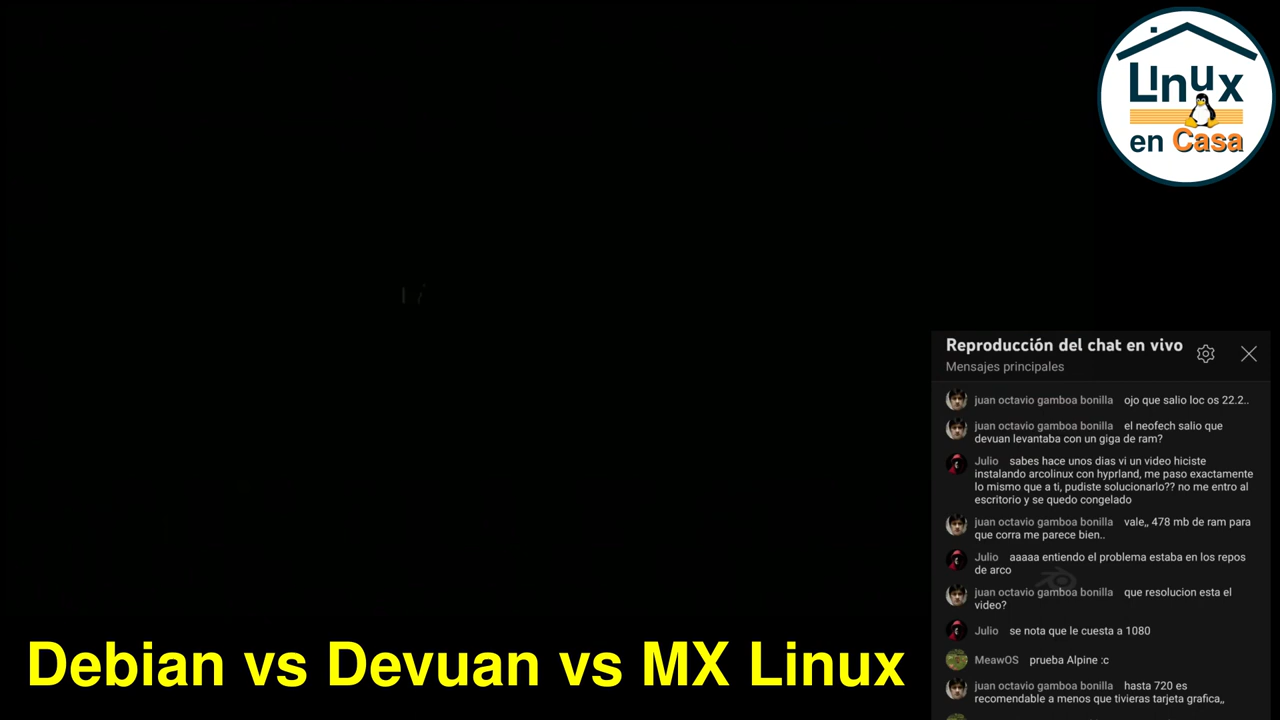 Linux
en Casa
Reproducción del chat en vivo
Mensajes principales
juan octavio gamboa bonilla ojo que salio loc os 22.2..
juan octavio gamboa bonilla el neofech salio que
devuan levantaba con un giga de ram?
Julio sabes hace unos dias vi un video hiciste
instalando arcolinux con hyprland, me paso exactamente
lo mismo que a ti, pudiste solucionarlo?? no me entro al
escritorio y se quedo congelado
juan octavio gamboa bonilla vale,, 478 mb de ram para
que corra me parece bien..
Julio aaaaa entiendo el problema estaba en los repos
de arco
juan octavio gamboa bonilla que resolucion esta el
video?
Julio se nota que le cuesta a 1080
MeawOS prueba Alpine :c
juan octavio gamboa bonilla hasta 720 es
recomendable a menos que tivieras tarjeta grafica,,
Debian vs Devuan vs MX Linux